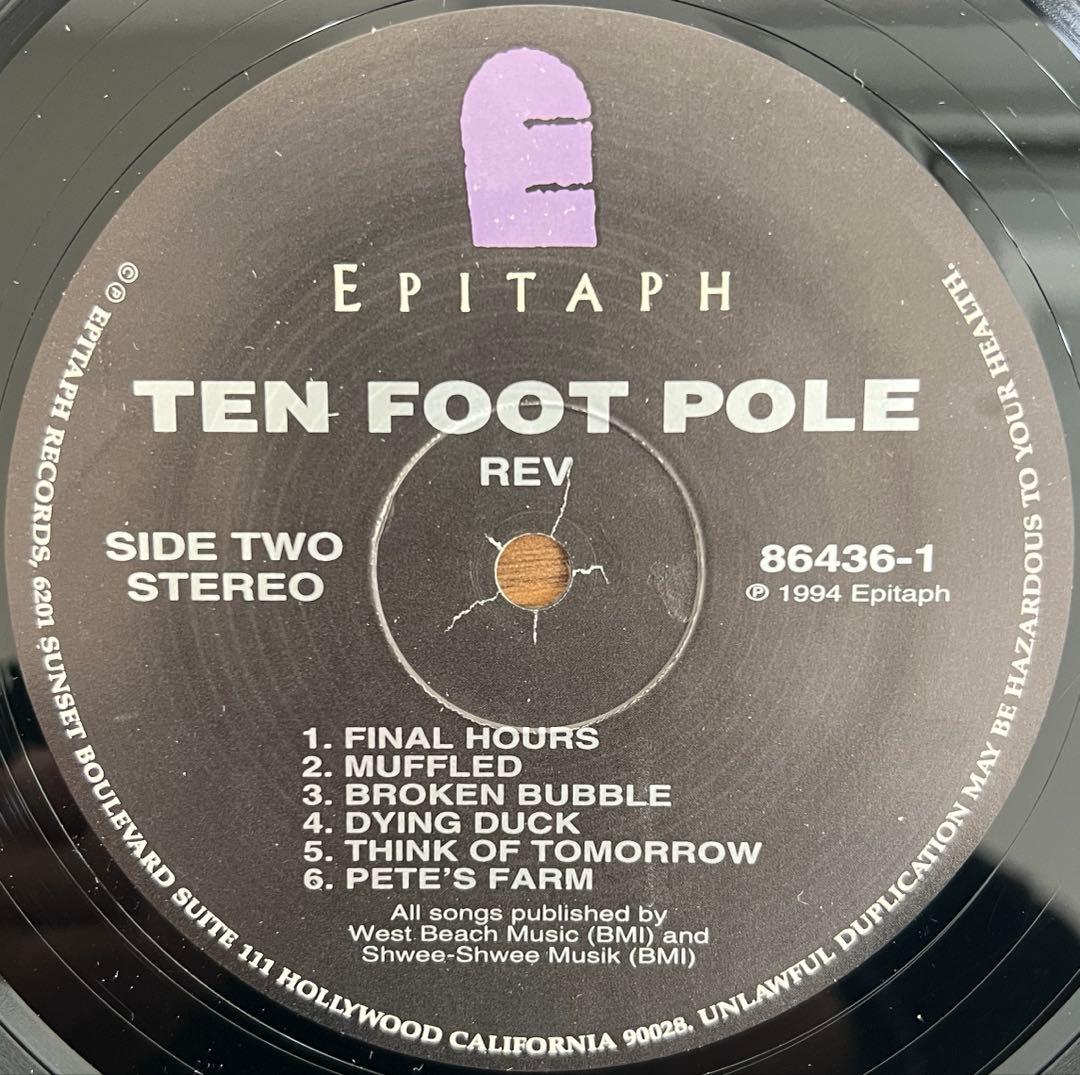 EPITAPH
TEN FOOT POLE
REV
SIDE TWO
STEREO
86436-1
℗ 1994 Epitaph
1. FINAL HOURS
2. MUFFLED
3. BROKEN BUBBLE
4. DYING DUCK
5. THINK OF TOMORROW
6. PETE'S FARM
All songs published by
West Beach Music (BMI) and
Shwee-Shwee Musik (BMI)
©℗ EPITAPH RECORDS, 6201 SUNSET BOULEVARD SUITE 111 HOLLYWOOD CALIFORNIA 90028. UNLAWFUL DUPLICATION MAY BE HAZARDOUS TO YOUR HEALTH.